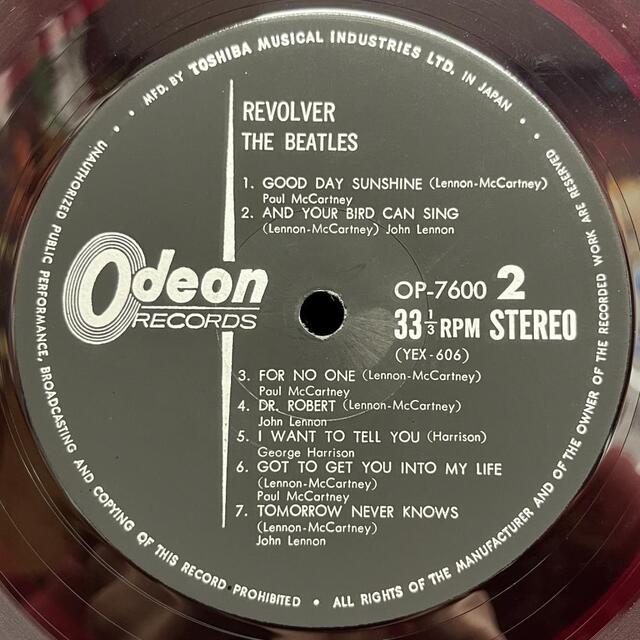 MFD. BY TOSHIBA MUSICAL INDUSTRIES LTD. IN JAPAN
REVOLVER
THE BEATLES
1. GOOD DAY SUNSHINE (Lennon-McCartney)
Paul McCartney
2. AND YOUR BIRD CAN SING
(Lennon-McCartney) John Lennon
Odeon
RECORDS
OP-7600 2
33 1/3 RPM STEREO
(YEX-606)
3. FOR NO ONE (Lennon-McCartney)
Paul McCartney
4. DR. ROBERT (Lennon-McCartney)
John Lennon
5. I WANT TO TELL YOU (Harrison)
George Harrison
6. GOT TO GET YOU INTO MY LIFE
(Lennon-McCartney)
Paul McCartney
7. TOMORROW NEVER KNOWS
(Lennon-McCartney)
John Lennon
UNAUTHORIZED PUBLIC PERFORMANCE, BROADCASTING AND COPYING OF THIS RECORD PROHIBITED • ALL RIGHTS OF THE MANUFACTURER AND OF THE OWNER OF THE RECORDED WORK ARE RESERVED